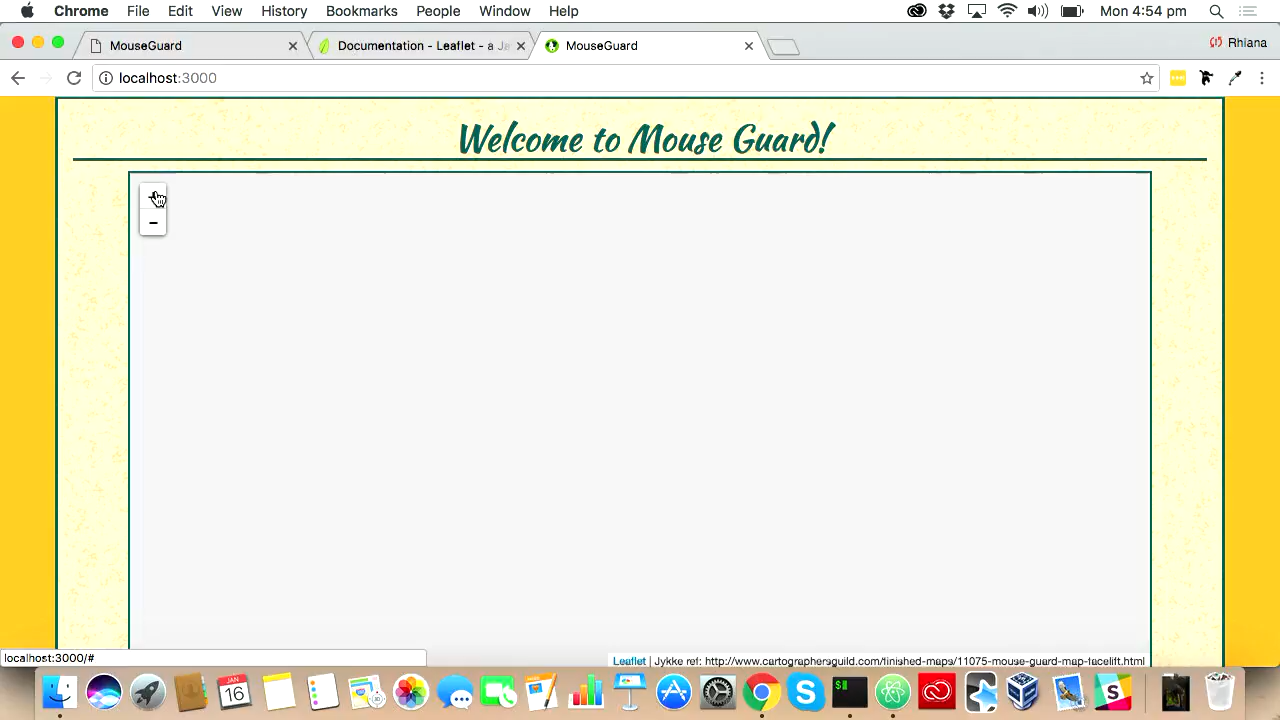 Chrome File Edit View History Bookmarks People Window Help Mon 4:54 pm
MouseGuard Documentation - Leaflet - a Ja MouseGuard Rhiana
localhost:3000
Welcome to Mouse Guard!
−
localhost:3000/#
Leaflet | Jykke ref: http://www.cartographersguild.com/finished-maps/11075-mouse-guard-map-facelift.html
JAN
16
$
S
S